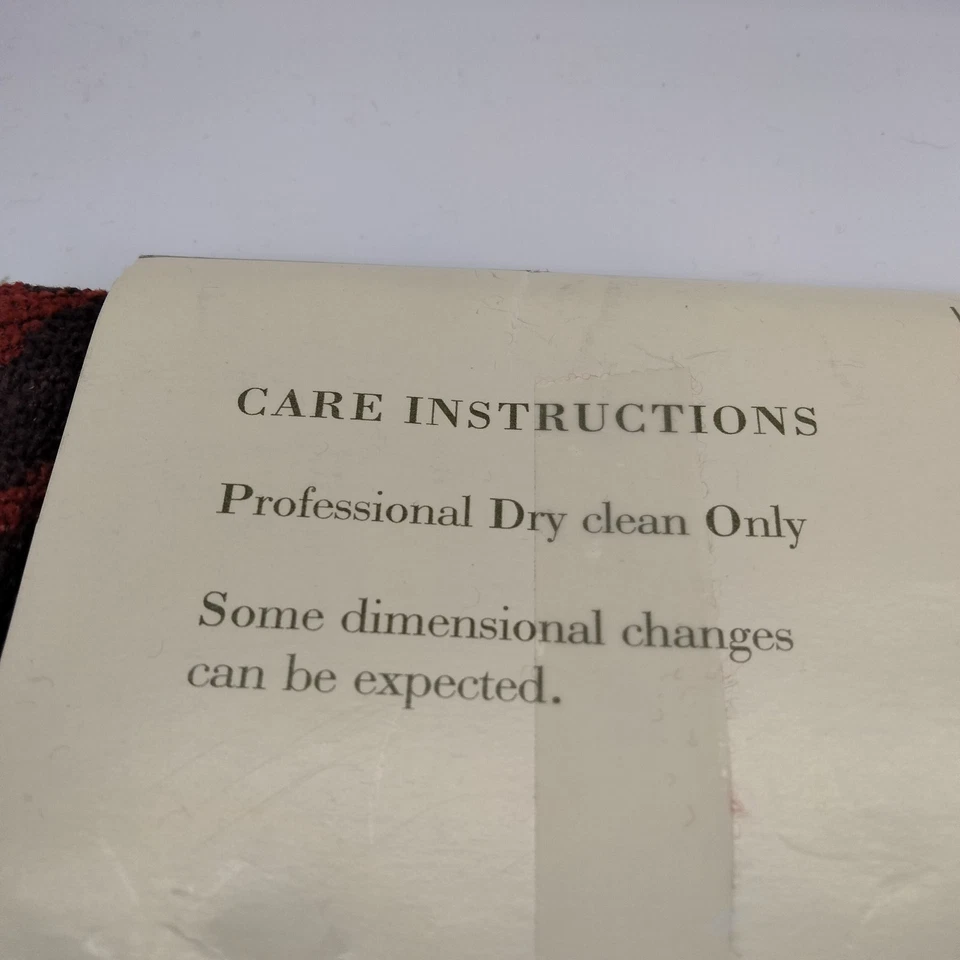 CARE INSTRUCTIONS
Professional Dry clean Only
Some dimensional changes
can be expected.